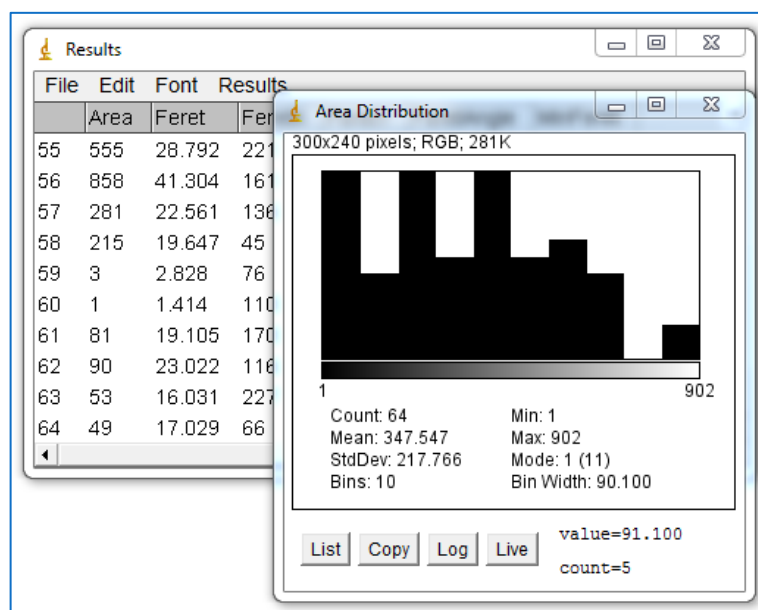 Results
File Edit Font Results
Area Feret
55 555 28.792 221
56 858 41.304 161
57 281 22.561 136
58 215 19.647 45
59 3 2.828 76
60 1 1.414 110
61 81 19.105 170
62 90 23.022 116
63 53 16.031 227
64 49 17.029 66
Area Distribution
300x240 pixels; RGB; 281K
1 902
Count: 64 Min: 1
Mean: 347.547 Max: 902
StdDev: 217.766 Mode: 1 (11)
Bins: 10 Bin Width: 90.100
List Copy Log Live
value=91.100
count=5